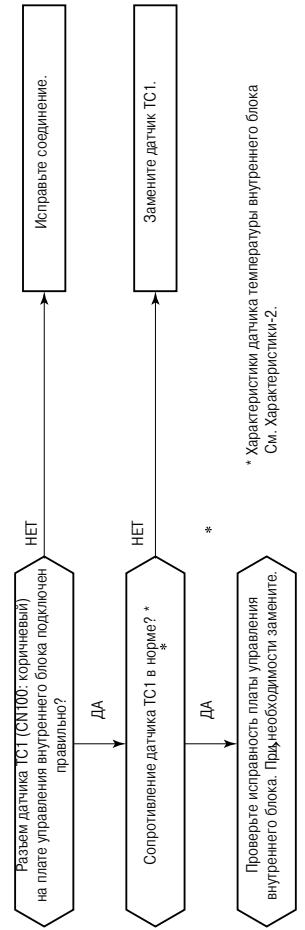 Разъем датчика TC1 (CN100: коричневый)
на плате управления внутреннего блока подключен
правильно?
НЕТ
Исправьте соединение.
ДА
Сопротивление датчика TC1 в норме? *
*
НЕТ
Замените датчик TC1.
ДА
*
Проверьте исправность платы управления
внутреннего блока. При необходимости замените.
* Характеристики датчика температуры внутреннего блока
См. Характеристики-2.